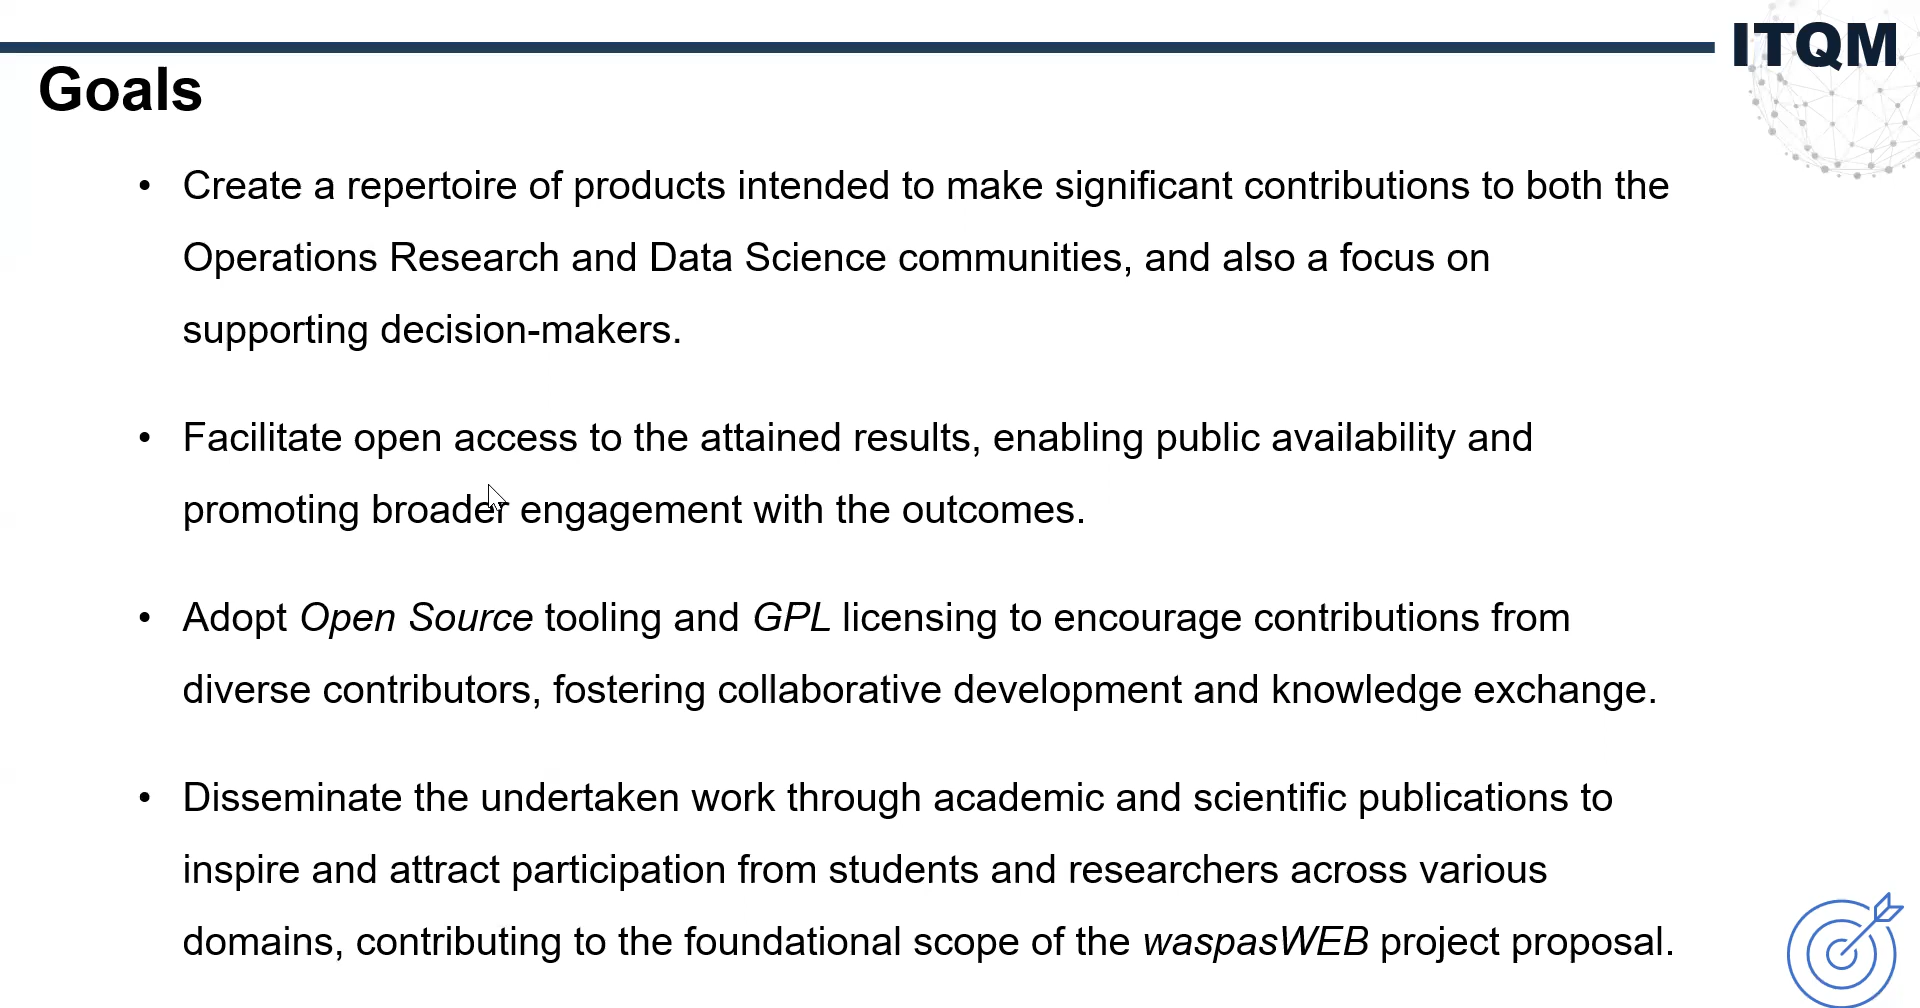 ITQM
Goals
• Create a repertoire of products intended to make significant contributions to both the
Operations Research and Data Science communities, and also a focus on
supporting decision-makers.
• Facilitate open access to the attained results, enabling public availability and
promoting broader engagement with the outcomes.
• Adopt Open Source tooling and GPL licensing to encourage contributions from
diverse contributors, fostering collaborative development and knowledge exchange.
• Disseminate the undertaken work through academic and scientific publications to
inspire and attract participation from students and researchers across various
domains, contributing to the foundational scope of the waspasWEB project proposal.